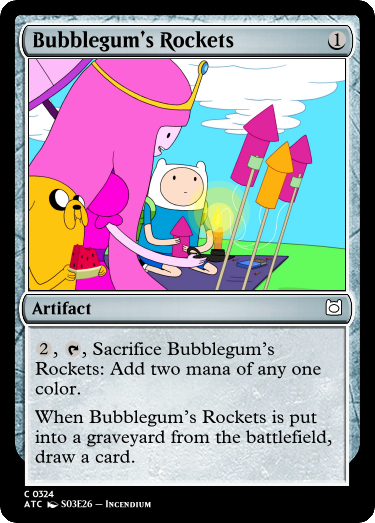 Bubblegum's Rockets 1
Artifact
2, , Sacrifice Bubblegum's
Rockets: Add two mana of any one
color.
When Bubblegum's Rockets is put
into a graveyard from the battlefield,
draw a card.
C 0324
ATC S03E26 — Incendium